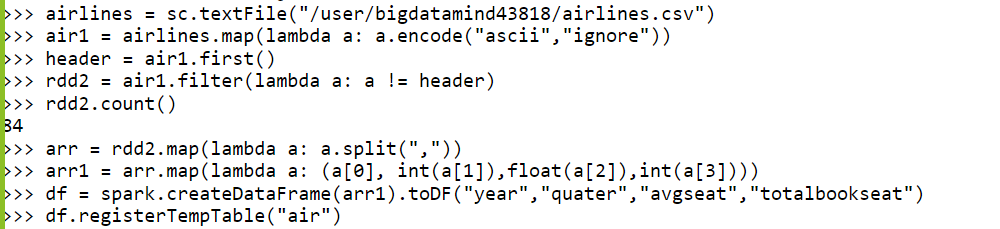 >>> airlines = sc.textFile("/user/bigdatamind43818/airlines.csv")
>>> air1 = airlines.map(lambda a: a.encode("ascii","ignore"))
>>> header = air1.first()
>>> rdd2 = air1.filter(lambda a: a != header)
>>> rdd2.count()
84
>>> arr = rdd2.map(lambda a: a.split(","))
>>> arr1 = arr.map(lambda a: (a[0], int(a[1]),float(a[2]),int(a[3])))
>>> df = spark.createDataFrame(arr1).toDF("year","quater","avgseat","totalbookseat")
>>> df.registerTempTable("air")